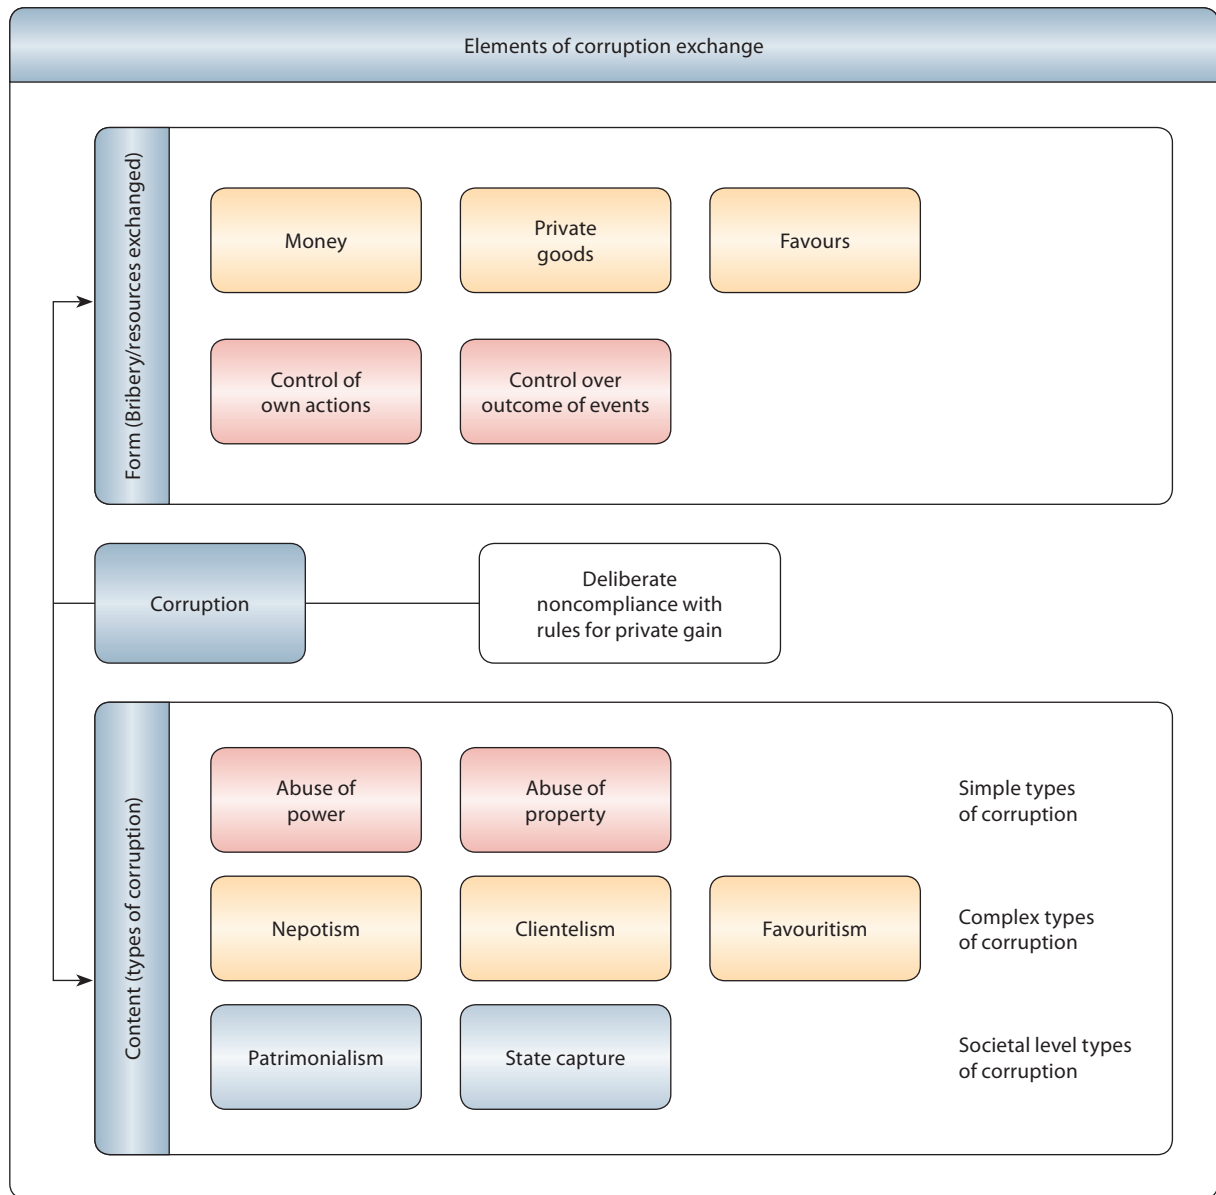 Elements of corruption exchange
Form (Bribery/resources exchanged)
Money
Private
goods
Favours
Control of
own actions
Control over
outcome of events
Corruption
Deliberate
noncompliance with
rules for private gain
Content (types of corruption)
Abuse of
power
Abuse of
property
Simple types
of corruption
Nepotism
Clientelism
Favouritism
Complex types
of corruption
Patrimonialism
State capture
Societal level types
of corruption